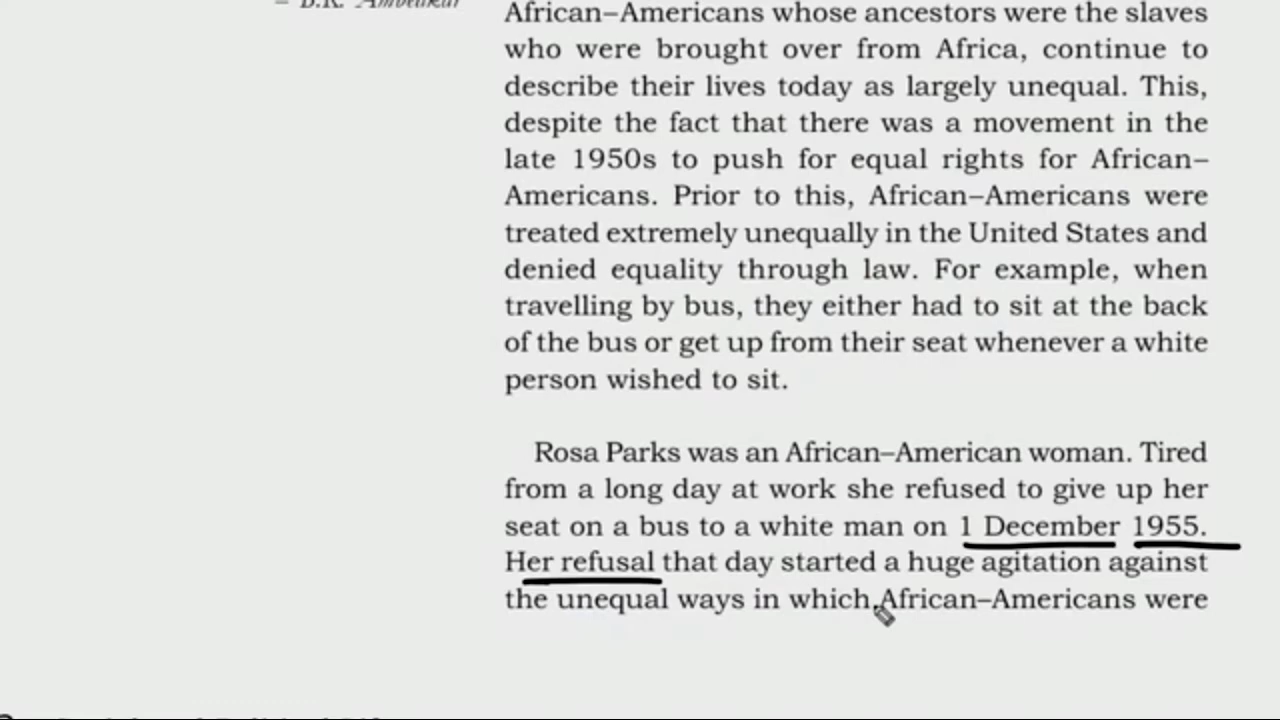 – B.R. Ambedkar
African–Americans whose ancestors were the slaves
who were brought over from Africa, continue to
describe their lives today as largely unequal. This,
despite the fact that there was a movement in the
late 1950s to push for equal rights for African–
Americans. Prior to this, African–Americans were
treated extremely unequally in the United States and
denied equality through law. For example, when
travelling by bus, they either had to sit at the back
of the bus or get up from their seat whenever a white
person wished to sit.
Rosa Parks was an African–American woman. Tired
from a long day at work she refused to give up her
seat on a bus to a white man on 1 December 1955.
Her refusal that day started a huge agitation against
the unequal ways in which African–Americans were